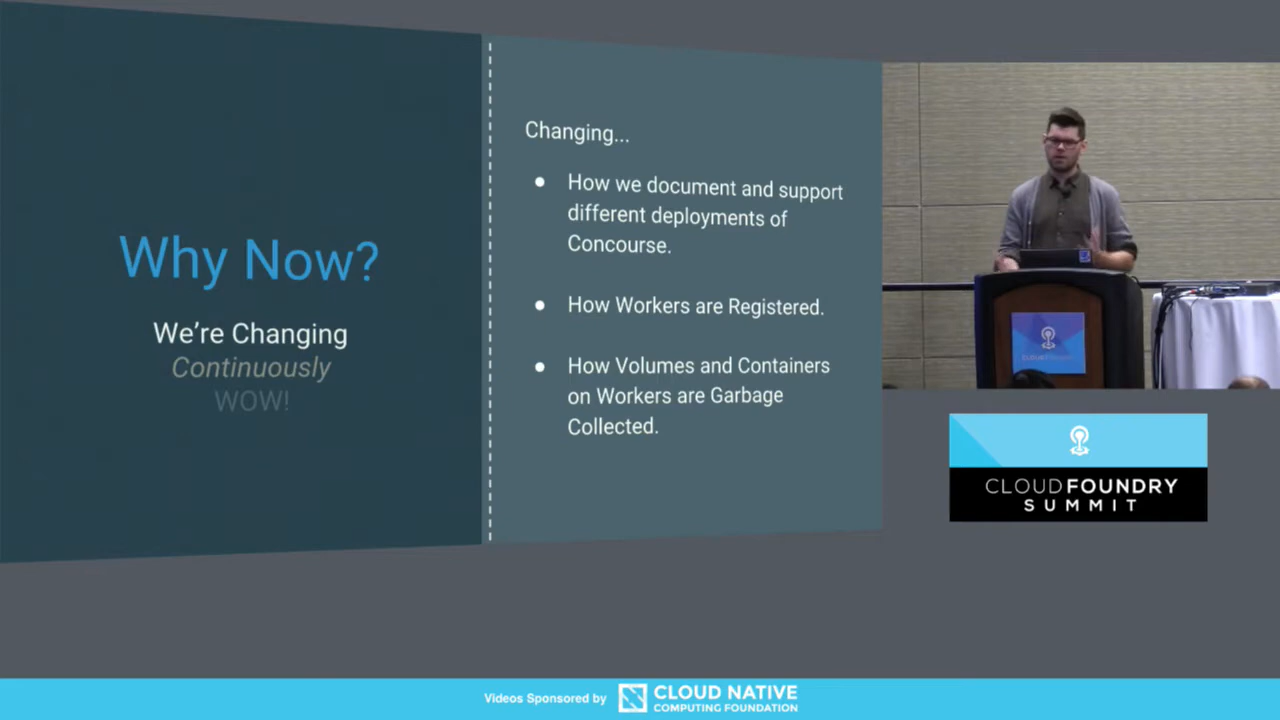 Why Now?
We're Changing
Continuously
WOW!
Changing...
● How we document and support
different deployments of
Concourse.
● How Workers are Registered.
● How Volumes and Containers
on Workers are Garbage
Collected.
CLOUD FOUNDRY
SUMMIT
Videos Sponsored by
CLOUD NATIVE
COMPUTING FOUNDATION